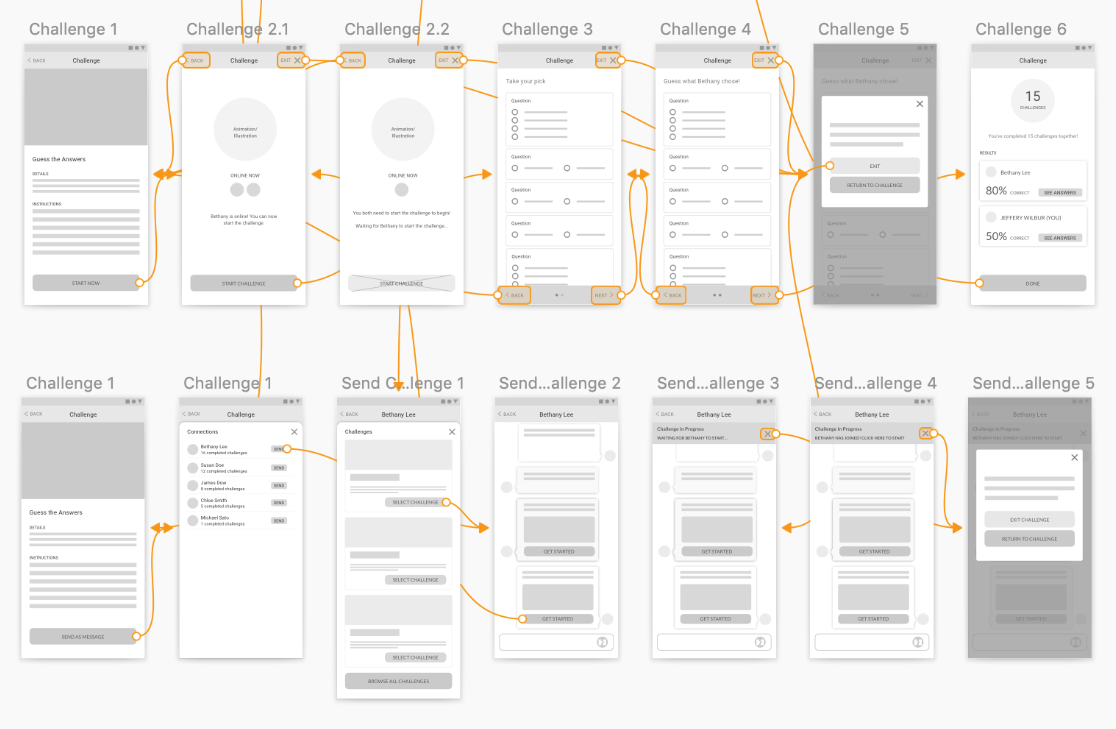 Challenge 1
Challenge 2.1
Challenge 2.2
Challenge 3
Challenge 4
Challenge 5
Challenge 6
BACK
Challenge
Guess the Answers
DETAILS
INSTRUCTIONS
START NOW
BACK
Challenge
EXIT
Animation/
Illustration
ONLINE NOW
Bethany is online! You can now
start the challenge
START CHALLENGE
BACK
Challenge
EXIT
Animation/
Illustration
ONLINE NOW
You both need to start the challenge to begin!
Waiting for Bethany to start the challenge...
START CHALLENGE
Challenge
EXIT
Take your pick
Question
Question
Question
Question
Question
BACK
NEXT
Challenge
EXIT
Guess what Bethany chose!
Question
Question
Question
Question
Question
BACK
NEXT
Challenge
EXIT
Guess what Bethany chose!
EXIT
RETURN TO CHALLENGE
Question
Question
BACK
NEXT
Challenge
15
CHALLENGES
You've completed 15 challenges together!
RESULTS
Bethany Lee
80% CORRECT
SEE ANSWERS
JEFFERY WILBUR (YOU)
50% CORRECT
SEE ANSWERS
DONE
Challenge 1
Challenge 1
Send C...lenge 1
Send...allenge 2
Send...allenge 3
Send...allenge 4
Send...allenge 5
BACK
Challenge
Guess the Answers
DETAILS
INSTRUCTIONS
SEND AS MESSAGE
BACK
Challenge
Connections
Bethany Lee
SEND
completed challenges
Susan Doe
12 completed challenges
SEND
James Dow
8 completed challenges
SEND
Chloe Smith
5 completed challenges
SEND
Michael Sato
1 completed challenges
SEND
BACK
Bethany Lee
Challenges
SELECT CHALLENGE
SELECT CHALLENGE
SELECT CHALLENGE
BROWSE ALL CHALLENGES
BACK
Bethany Lee
GET STARTED
GET STARTED
BACK
Bethany Lee
Challenge In Progress
WAITING FOR BETHANY TO START...
GET STARTED
GET STARTED
BACK
Bethany Lee
Challenge In Progress
BETHANY HAS JOINED! CLICK HERE TO START
GET STARTED
GET STARTED
BACK
Bethany Lee
Challenge In Progress
BETHANY HAS JOINED! CLICK HERE TO START
EXIT CHALLENGE
RETURN TO CHALLENGE
GET STARTED